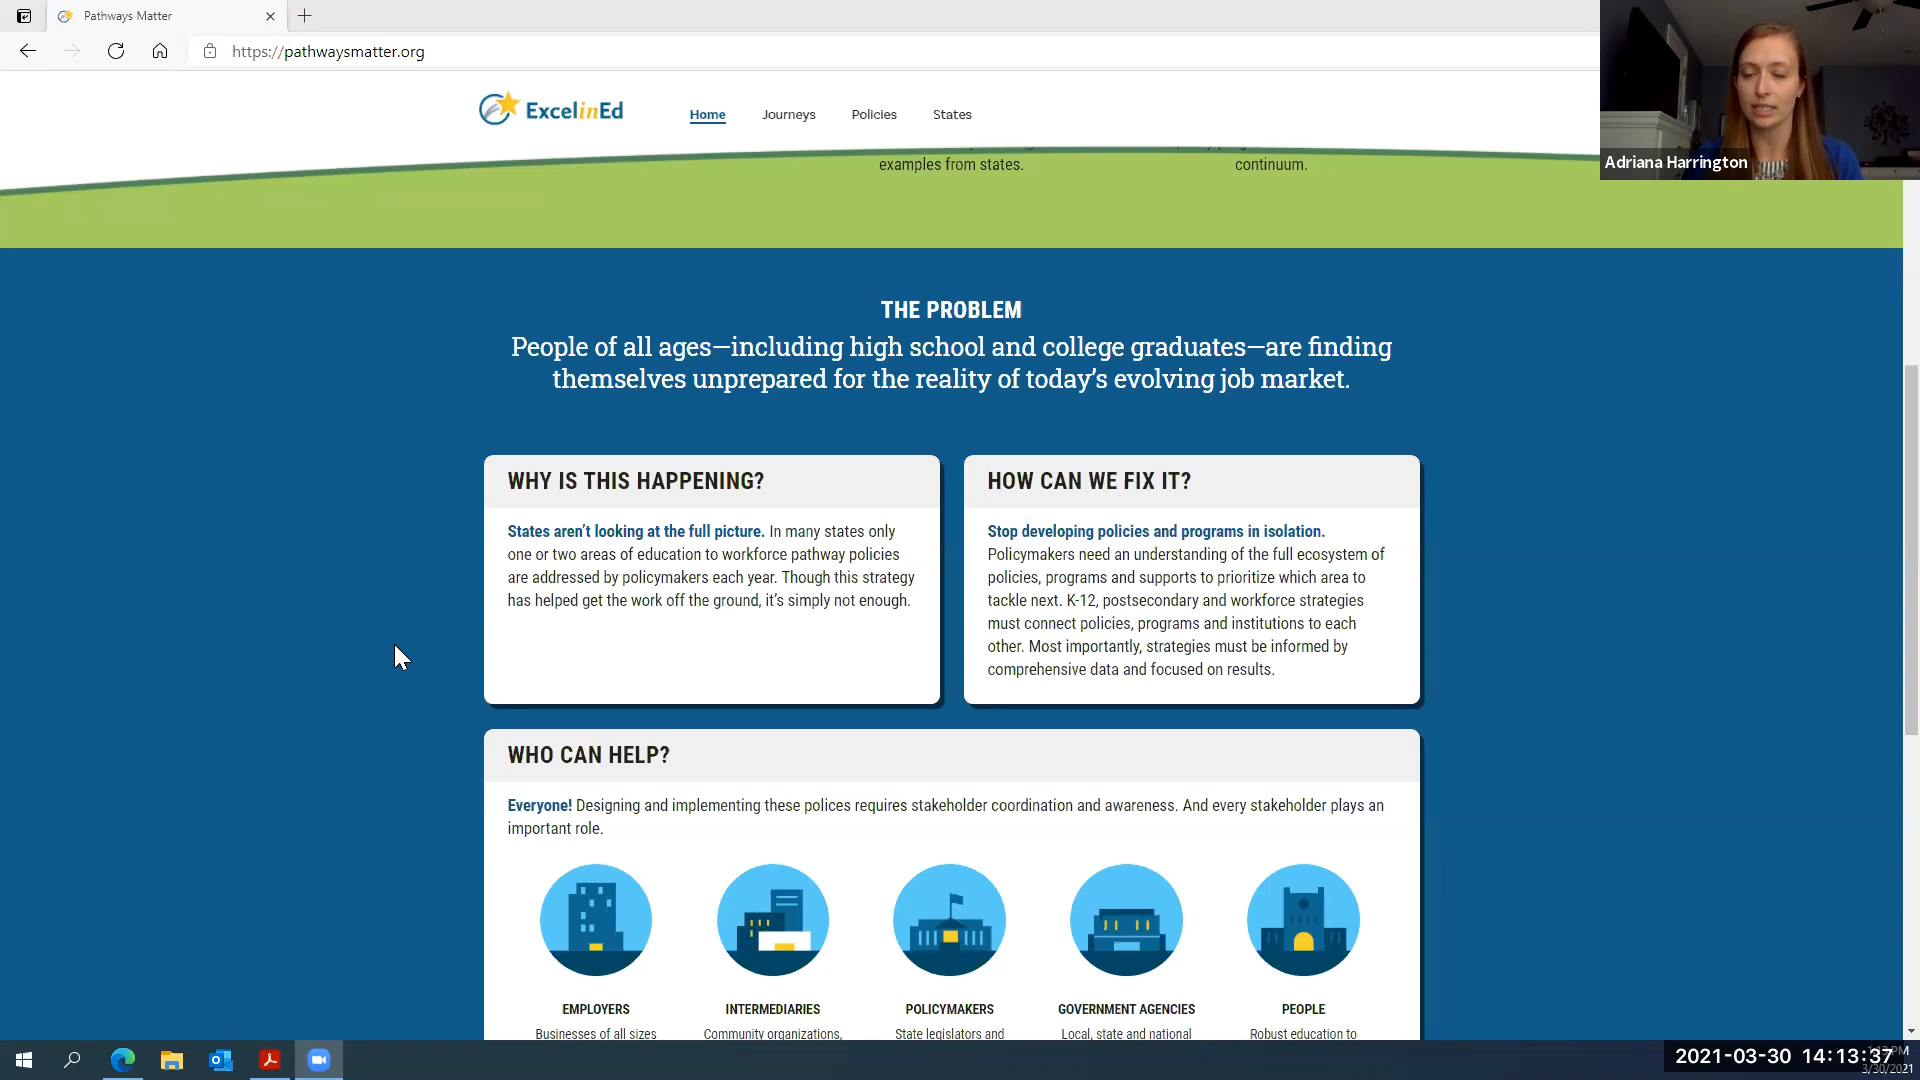 Pathways Matter
https://pathwaysmatter.org
ExcelinEd
Home
Journeys
Policies
States
Adriana Harrington
examples from states.
continuum.
THE PROBLEM
People of all ages—including high school and college graduates—are finding
themselves unprepared for the reality of today's evolving job market.
WHY IS THIS HAPPENING?
States aren't looking at the full picture. In many states only
one or two areas of education to workforce pathway policies
are addressed by policymakers each year. Though this strategy
has helped get the work off the ground, it's simply not enough.
HOW CAN WE FIX IT?
Stop developing policies and programs in isolation.
Policymakers need an understanding of the full ecosystem of
policies, programs and supports to prioritize which area to
tackle next. K-12, postsecondary and workforce strategies
must connect policies, programs and institutions to each
other. Most importantly, strategies must be informed by
comprehensive data and focused on results.
WHO CAN HELP?
Everyone! Designing and implementing these polices requires stakeholder coordination and awareness. And every stakeholder plays an
important role.
EMPLOYERS
Businesses of all sizes
INTERMEDIARIES
Community organizations,
POLICYMAKERS
State legislators and
GOVERNMENT AGENCIES
Local, state and national
PEOPLE
Robust education to
2021-03-30 14:13:37
3/30/2021